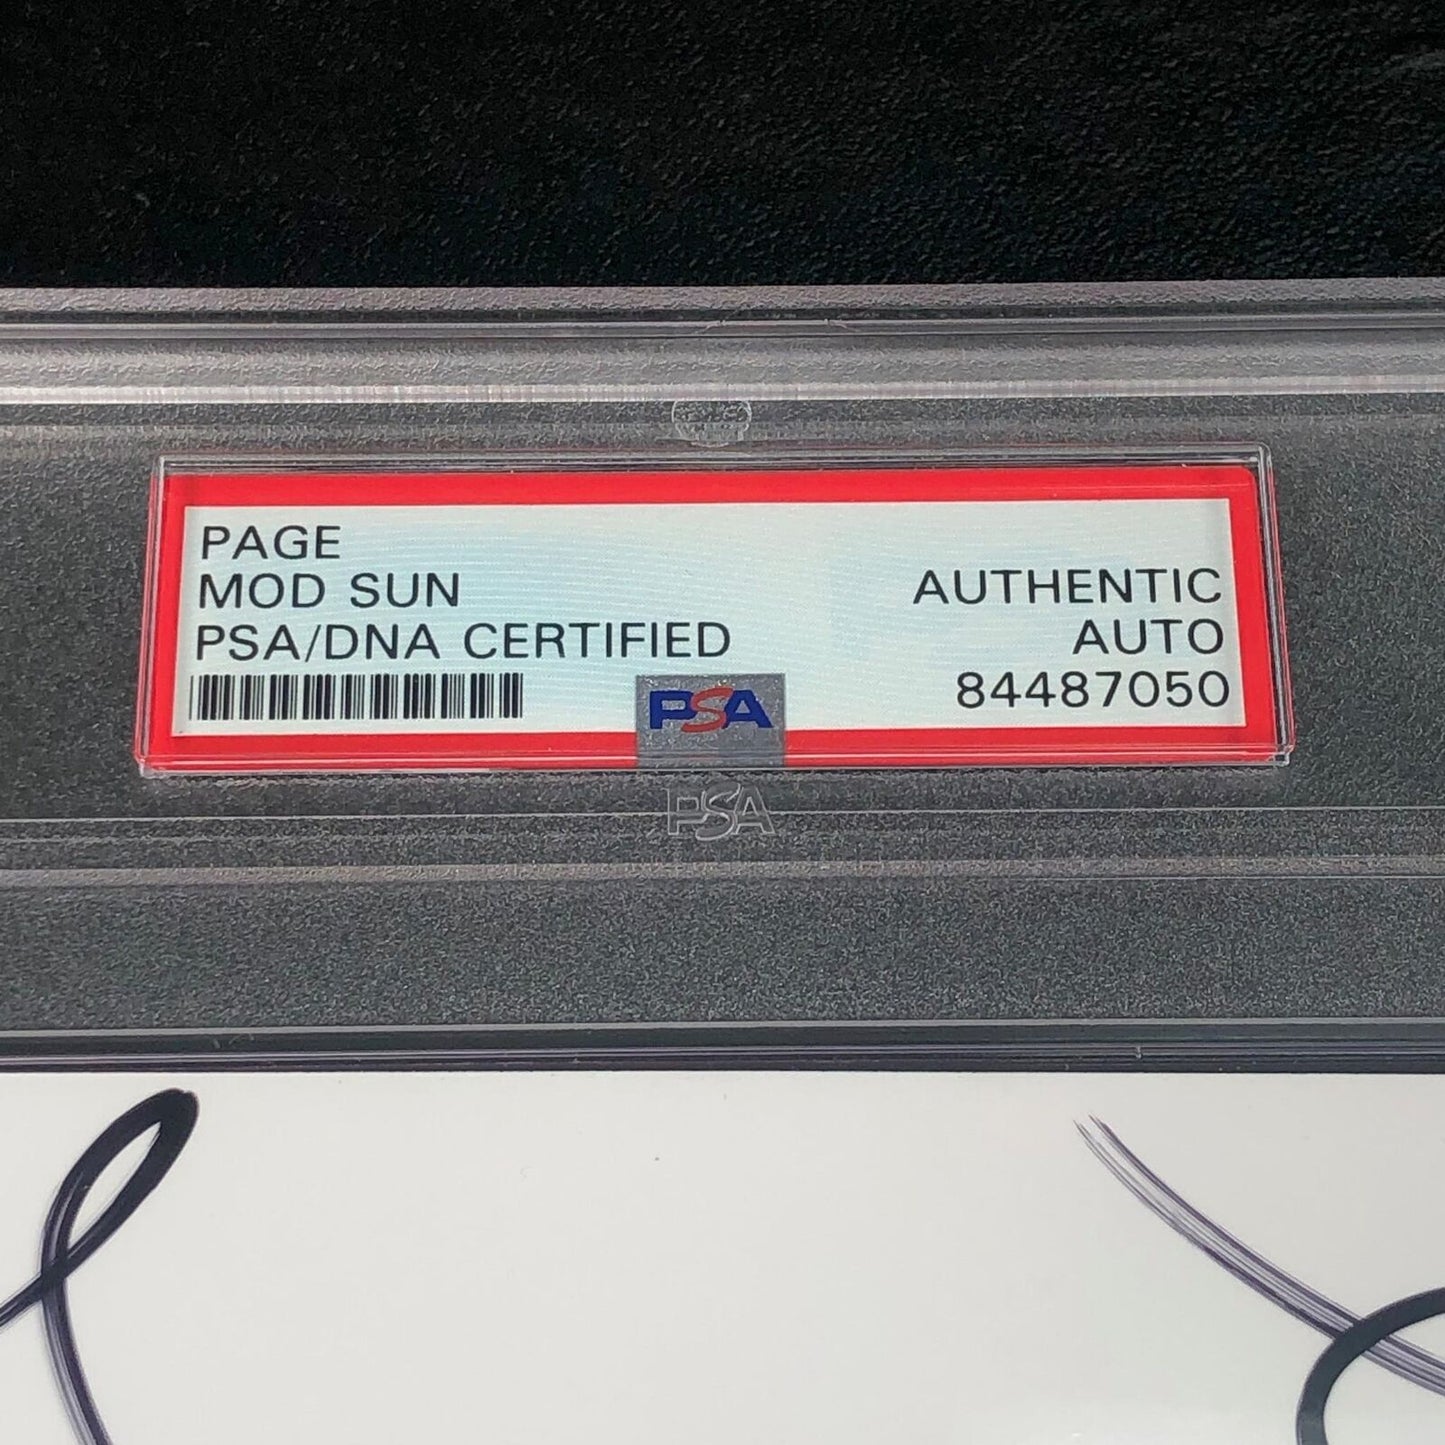 PAGE
MOD SUN
PSA/DNA CERTIFIED
AUTHENTIC
AUTO
84487050
PSA
PSA